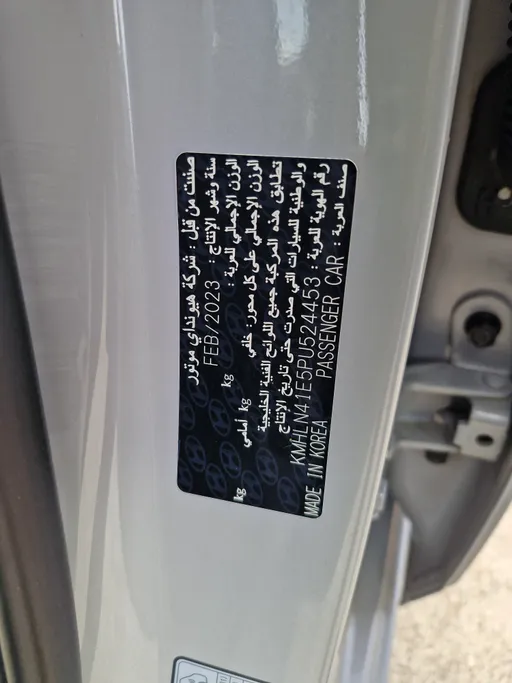 صنعت من قبل : شركة هيونداي موتور
سنة وشهر الإنتاج : FEB/2023
الوزن الإجمالي للعربة : kg
الوزن الإجمالي على كل محور: خلفي kg أمامي kg
تطابق هذه المركبة جميع اللوائح الفنية الخليجية
والوطنية للسيارات التي صدرت حتى تاريخ الإنتاج
رقم الهوية للعربة : KMHLN41E5PU524453
صنف العربة : PASSENGER CAR
MADE IN KOREA